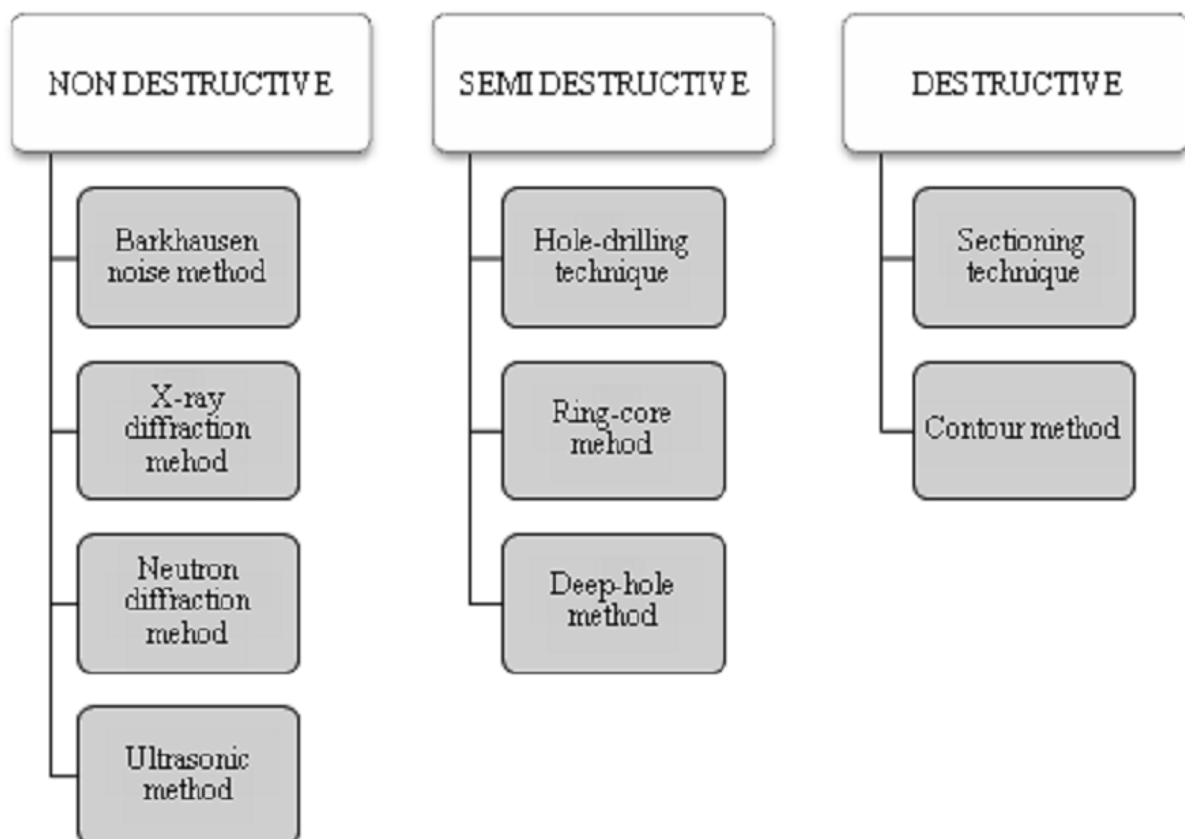 NON DESTRUCTIVE
Barkhausen
noise method
X-ray
diffraction
mehod
Neutron
diffraction
mehod
Ultrasonic
method
SEMI DESTRUCTIVE
Hole-drilling
technique
Ring-core
mehod
Deep-hole
method
DESTRUCTIVE
Sectioning
technique
Contour method